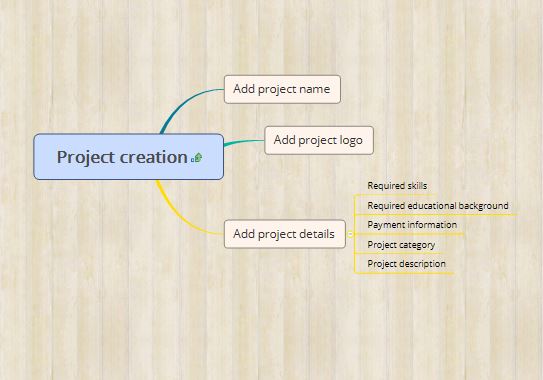 Add project name
Add project logo
Project creation
Required skills
Required educational background
Add project details
Payment information
Project category
Project description